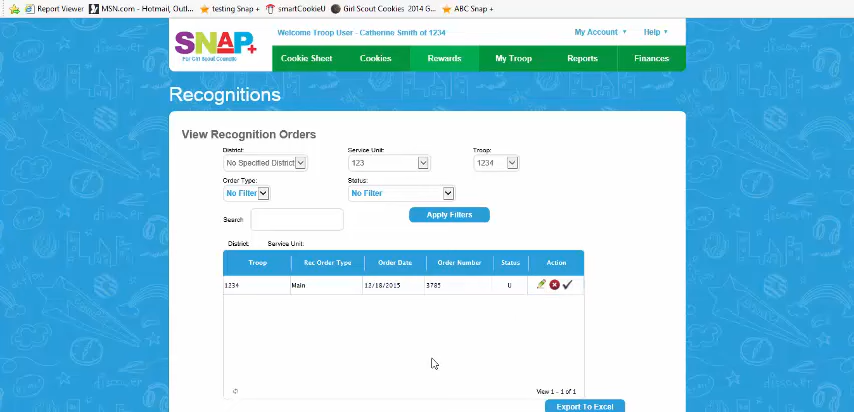 Report Viewer MSN.com - Hotmail, Outl... testing Snap + smartCookieU Girl Scout Cookies 2014 G... ABC Snap +
SNAP+
For Girl Scout Cookies
Welcome Troop User - Catherine Smith of 1234
My Account Help
Cookie Sheet Cookies Rewards My Troop Reports Finances
Recognitions
View Recognition Orders
District: Service Unit: Troop:
No Specified District 123 1234
Order Type: Status:
No Filter No Filter
Search Apply Filters
District: Service Unit:
Troop Rec Order Type Order Date Order Number Status Action
1234 Main 12/18/2015 3785 U
View 1 - 1 of 1
Export To Excel